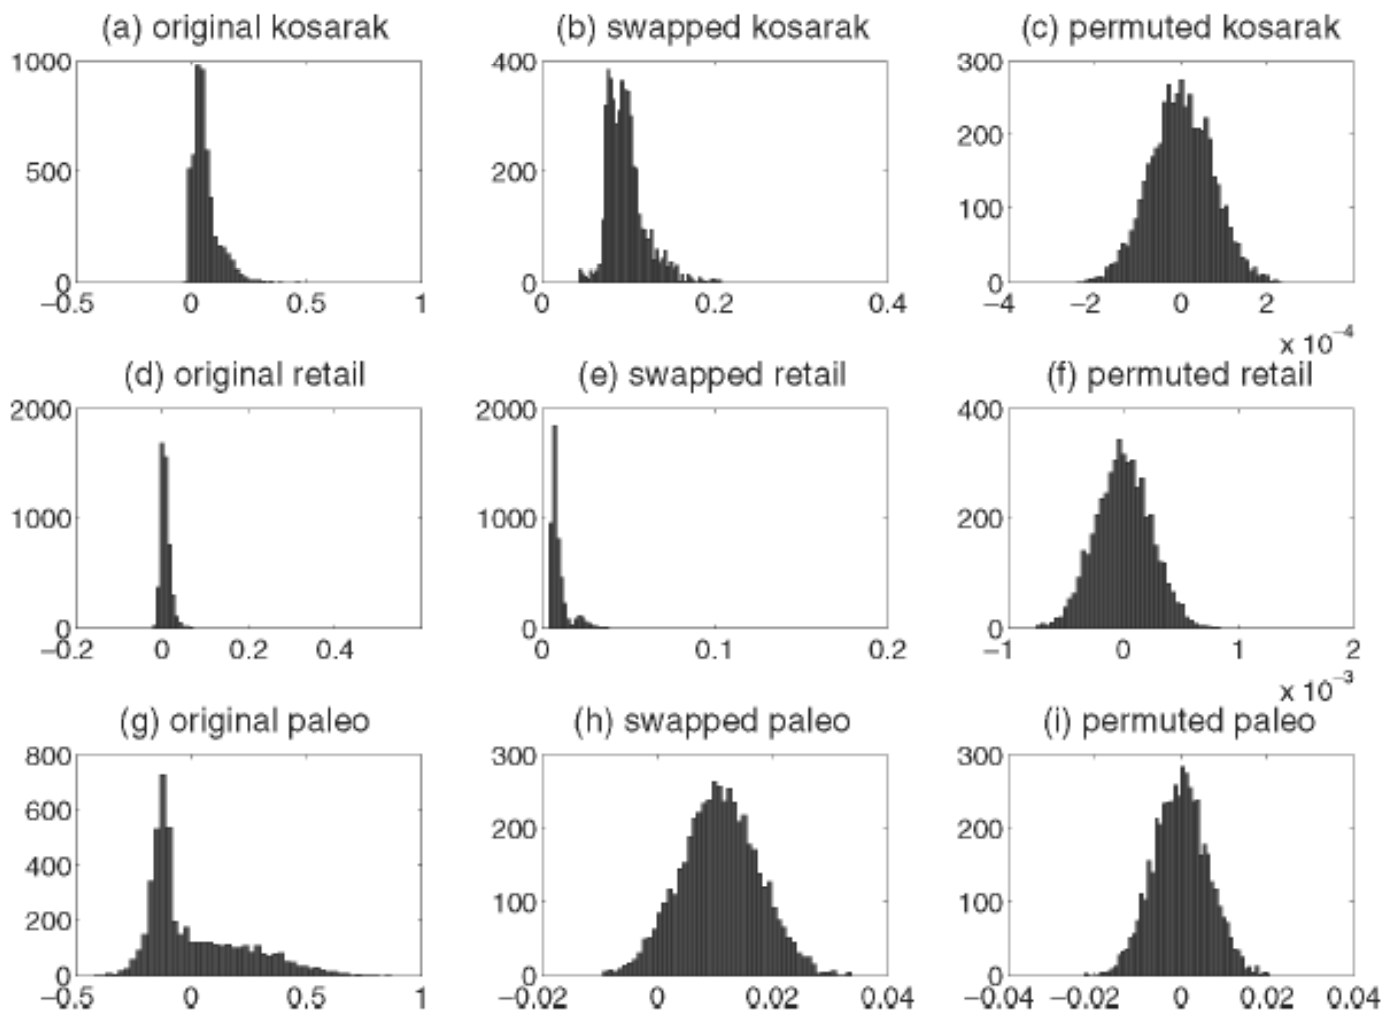 (a) original kosarak
(b) swapped kosarak
(c) permuted kosarak
1000
500
0
−0.5 0 0.5 1
400
200
0
0 0.2 0.4
300
200
100
0
−4 −2 0 2
x 10⁻⁴
(d) original retail
(e) swapped retail
(f) permuted retail
2000
1000
0
−0.2 0 0.2 0.4
2000
1000
0
0 0.1 0.2
400
200
0
−1 0 1 2
x 10⁻³
(g) original paleo
(h) swapped paleo
(i) permuted paleo
800
600
400
200
0
−0.5 0 0.5 1
300
200
100
0
−0.02 0 0.02 0.04
300
200
100
0
−0.04 −0.02 0 0.02 0.04